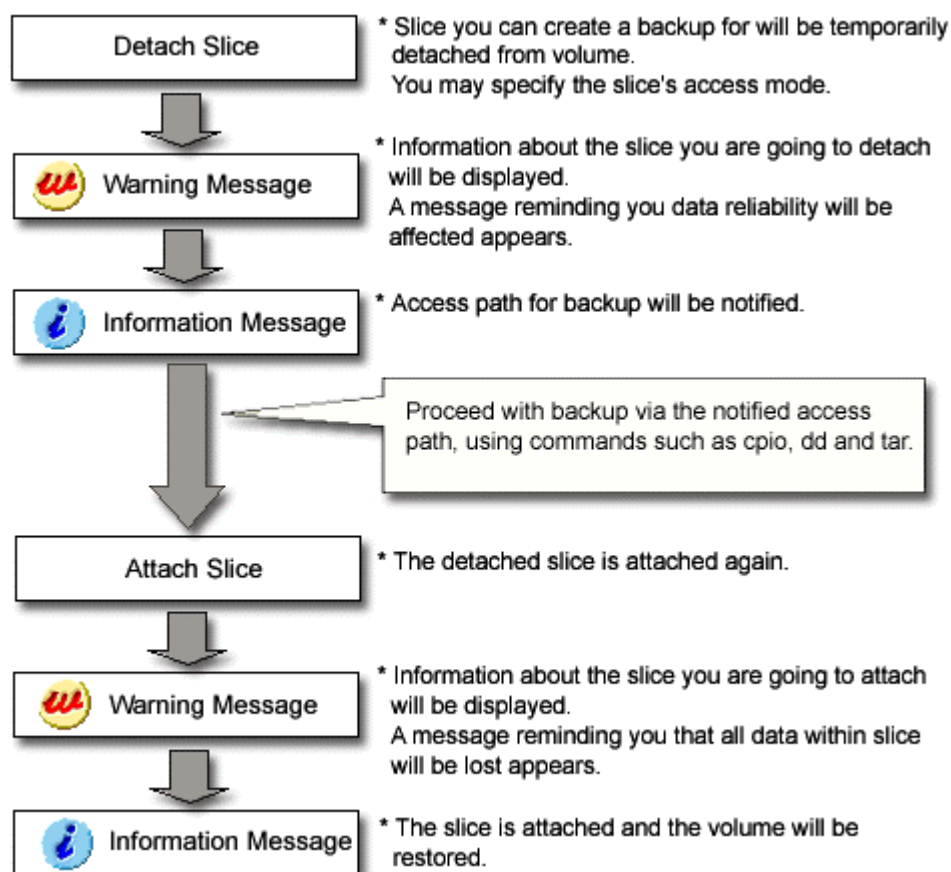 Detach Slice
* Slice you can create a backup for will be temporarily
detached from volume.
You may specify the slice's access mode.
Warning Message
* Information about the slice you are going to detach
will be displayed.
A message reminding you data reliability will be
affected appears.
Information Message
* Access path for backup will be notified.
Proceed with backup via the notified access
path, using commands such as cpio, dd and tar.
Attach Slice
* The detached slice is attached again.
Warning Message
* Information about the slice you are going to attach
will be displayed.
A message reminding you that all data within slice
will be lost appears.
Information Message
* The slice is attached and the volume will be
restored.